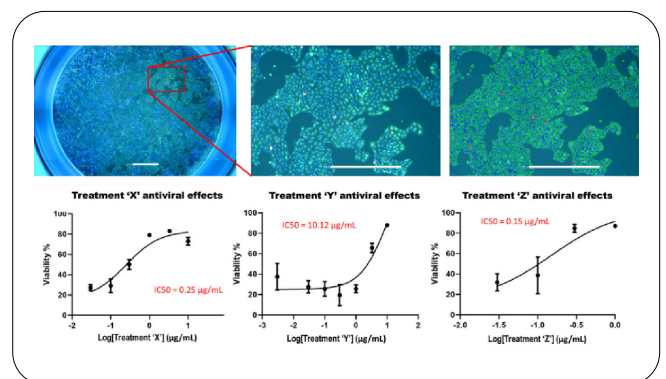 Treatment ‘X’ antiviral effects
100
80
60
40
20
0
Viability %
IC50 = 0.25 µg/mL
-2
-1
0
1
2
Log[Treatment ‘X’] (µg/mL)
Treatment ‘Y’ antiviral effects
100
80
60
40
20
0
Viability %
IC50 = 10.12 µg/mL
-3
-2
-1
0
1
2
Log[Treatment ‘Y’] (µg/mL)
Treatment ‘Z’ antiviral effects
100
80
60
40
20
0
Viability %
IC50 = 0.15 µg/mL
-2.0
-1.5
-1.0
-0.5
0.0
Log[Treatment ‘Z’] (µg/mL)